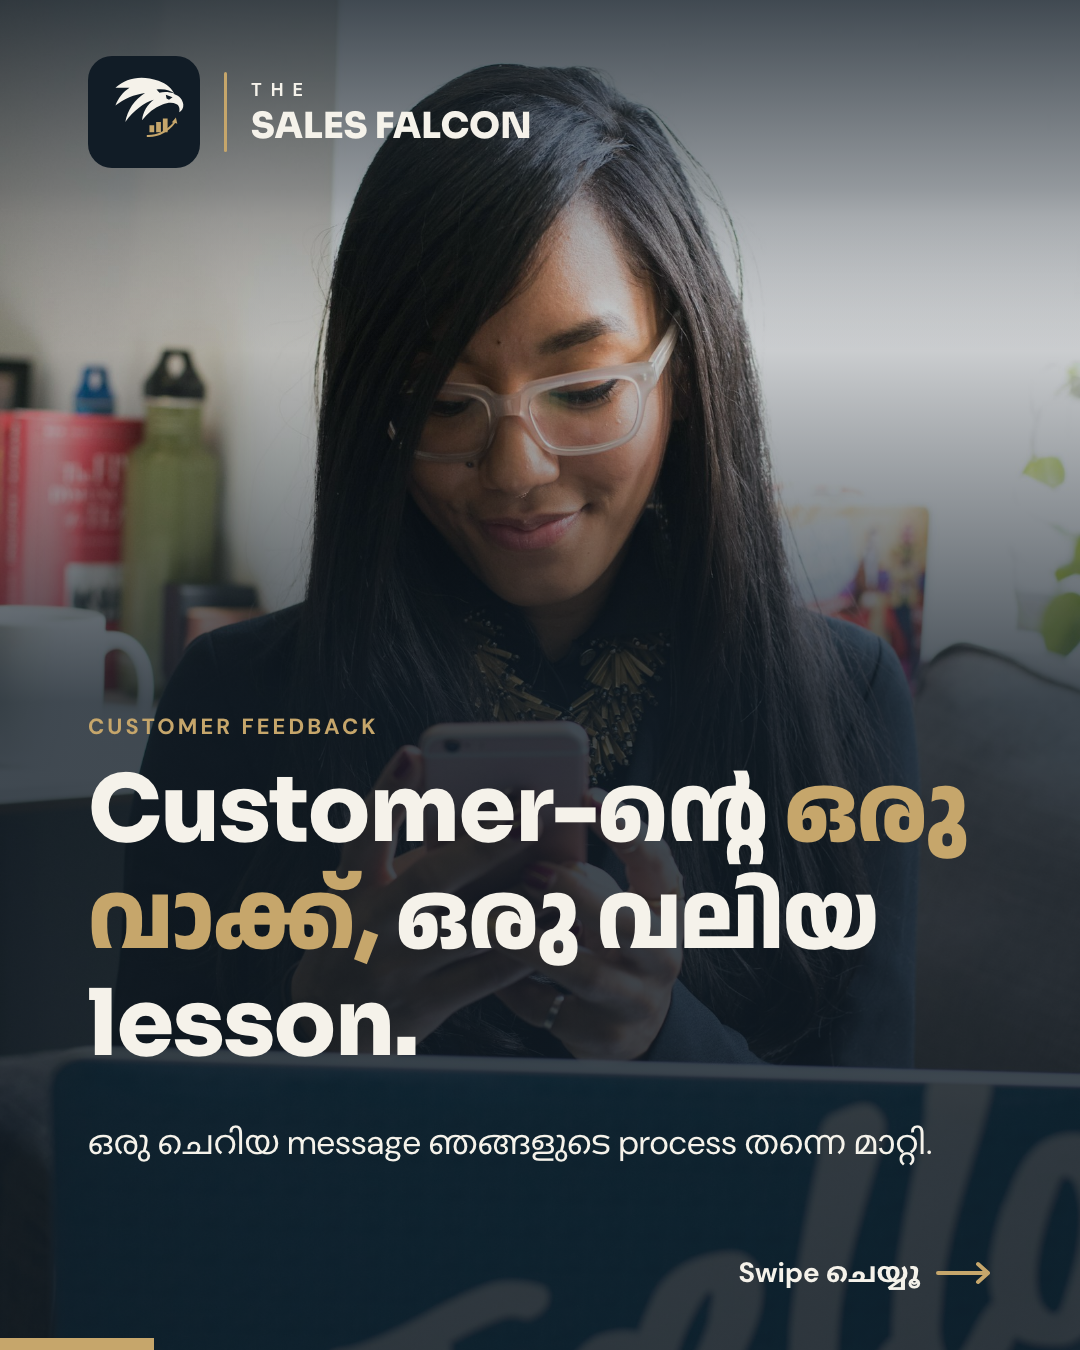 THE
SALES FALCON
CUSTOMER FEEDBACK
Customer-ന്റെ ഒരു
വാക്ക്, ഒരു വലിയ
lesson.
ഒരു ചെറിയ message ഞങ്ങളുടെ process തന്നെ മാറ്റി.
Swipe ചെയ്യൂ